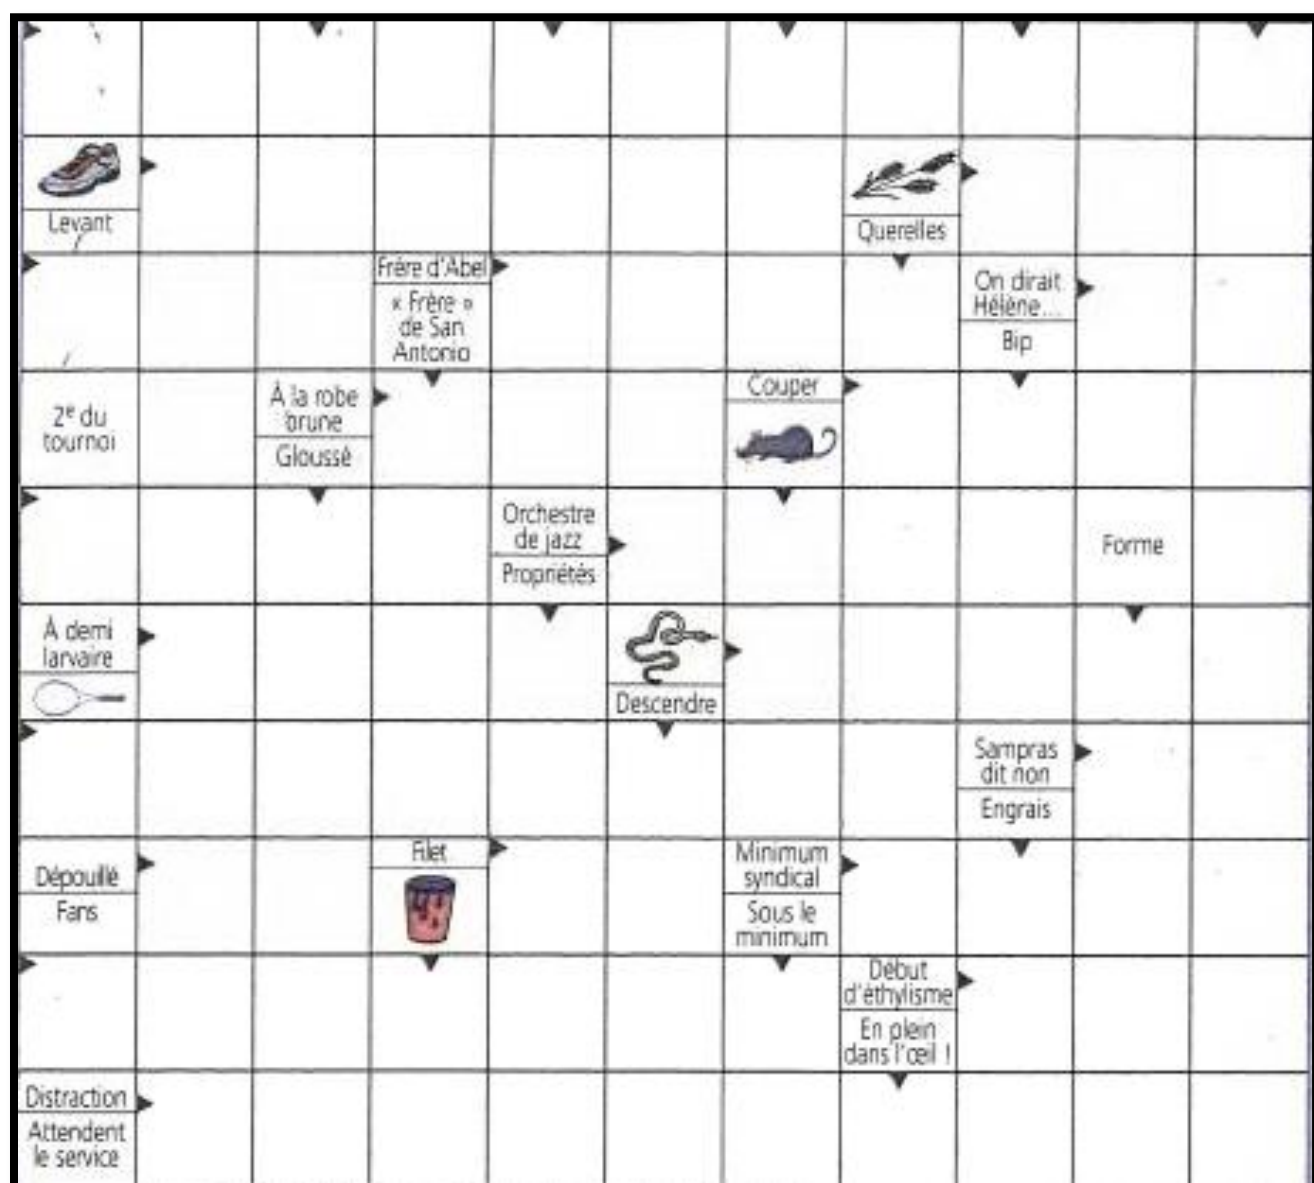 Levant
Querelles
Frère d'Abel
« Frère »
de San
Antonio
On dirait
Hélène...
Bip
2e du
tournoi
À la robe
brune
Gloussé
Couper
Orchestre
de jazz
Propriétés
Forme
À demi
larvaire
Descendre
Sampras
dit non
Engrais
Dépouillé
Fans
Filet
Minimum
syndical
Sous le
minimum
Début
d'éthylisme
En plein
dans l'œil !
Distraction
Attendent
le service